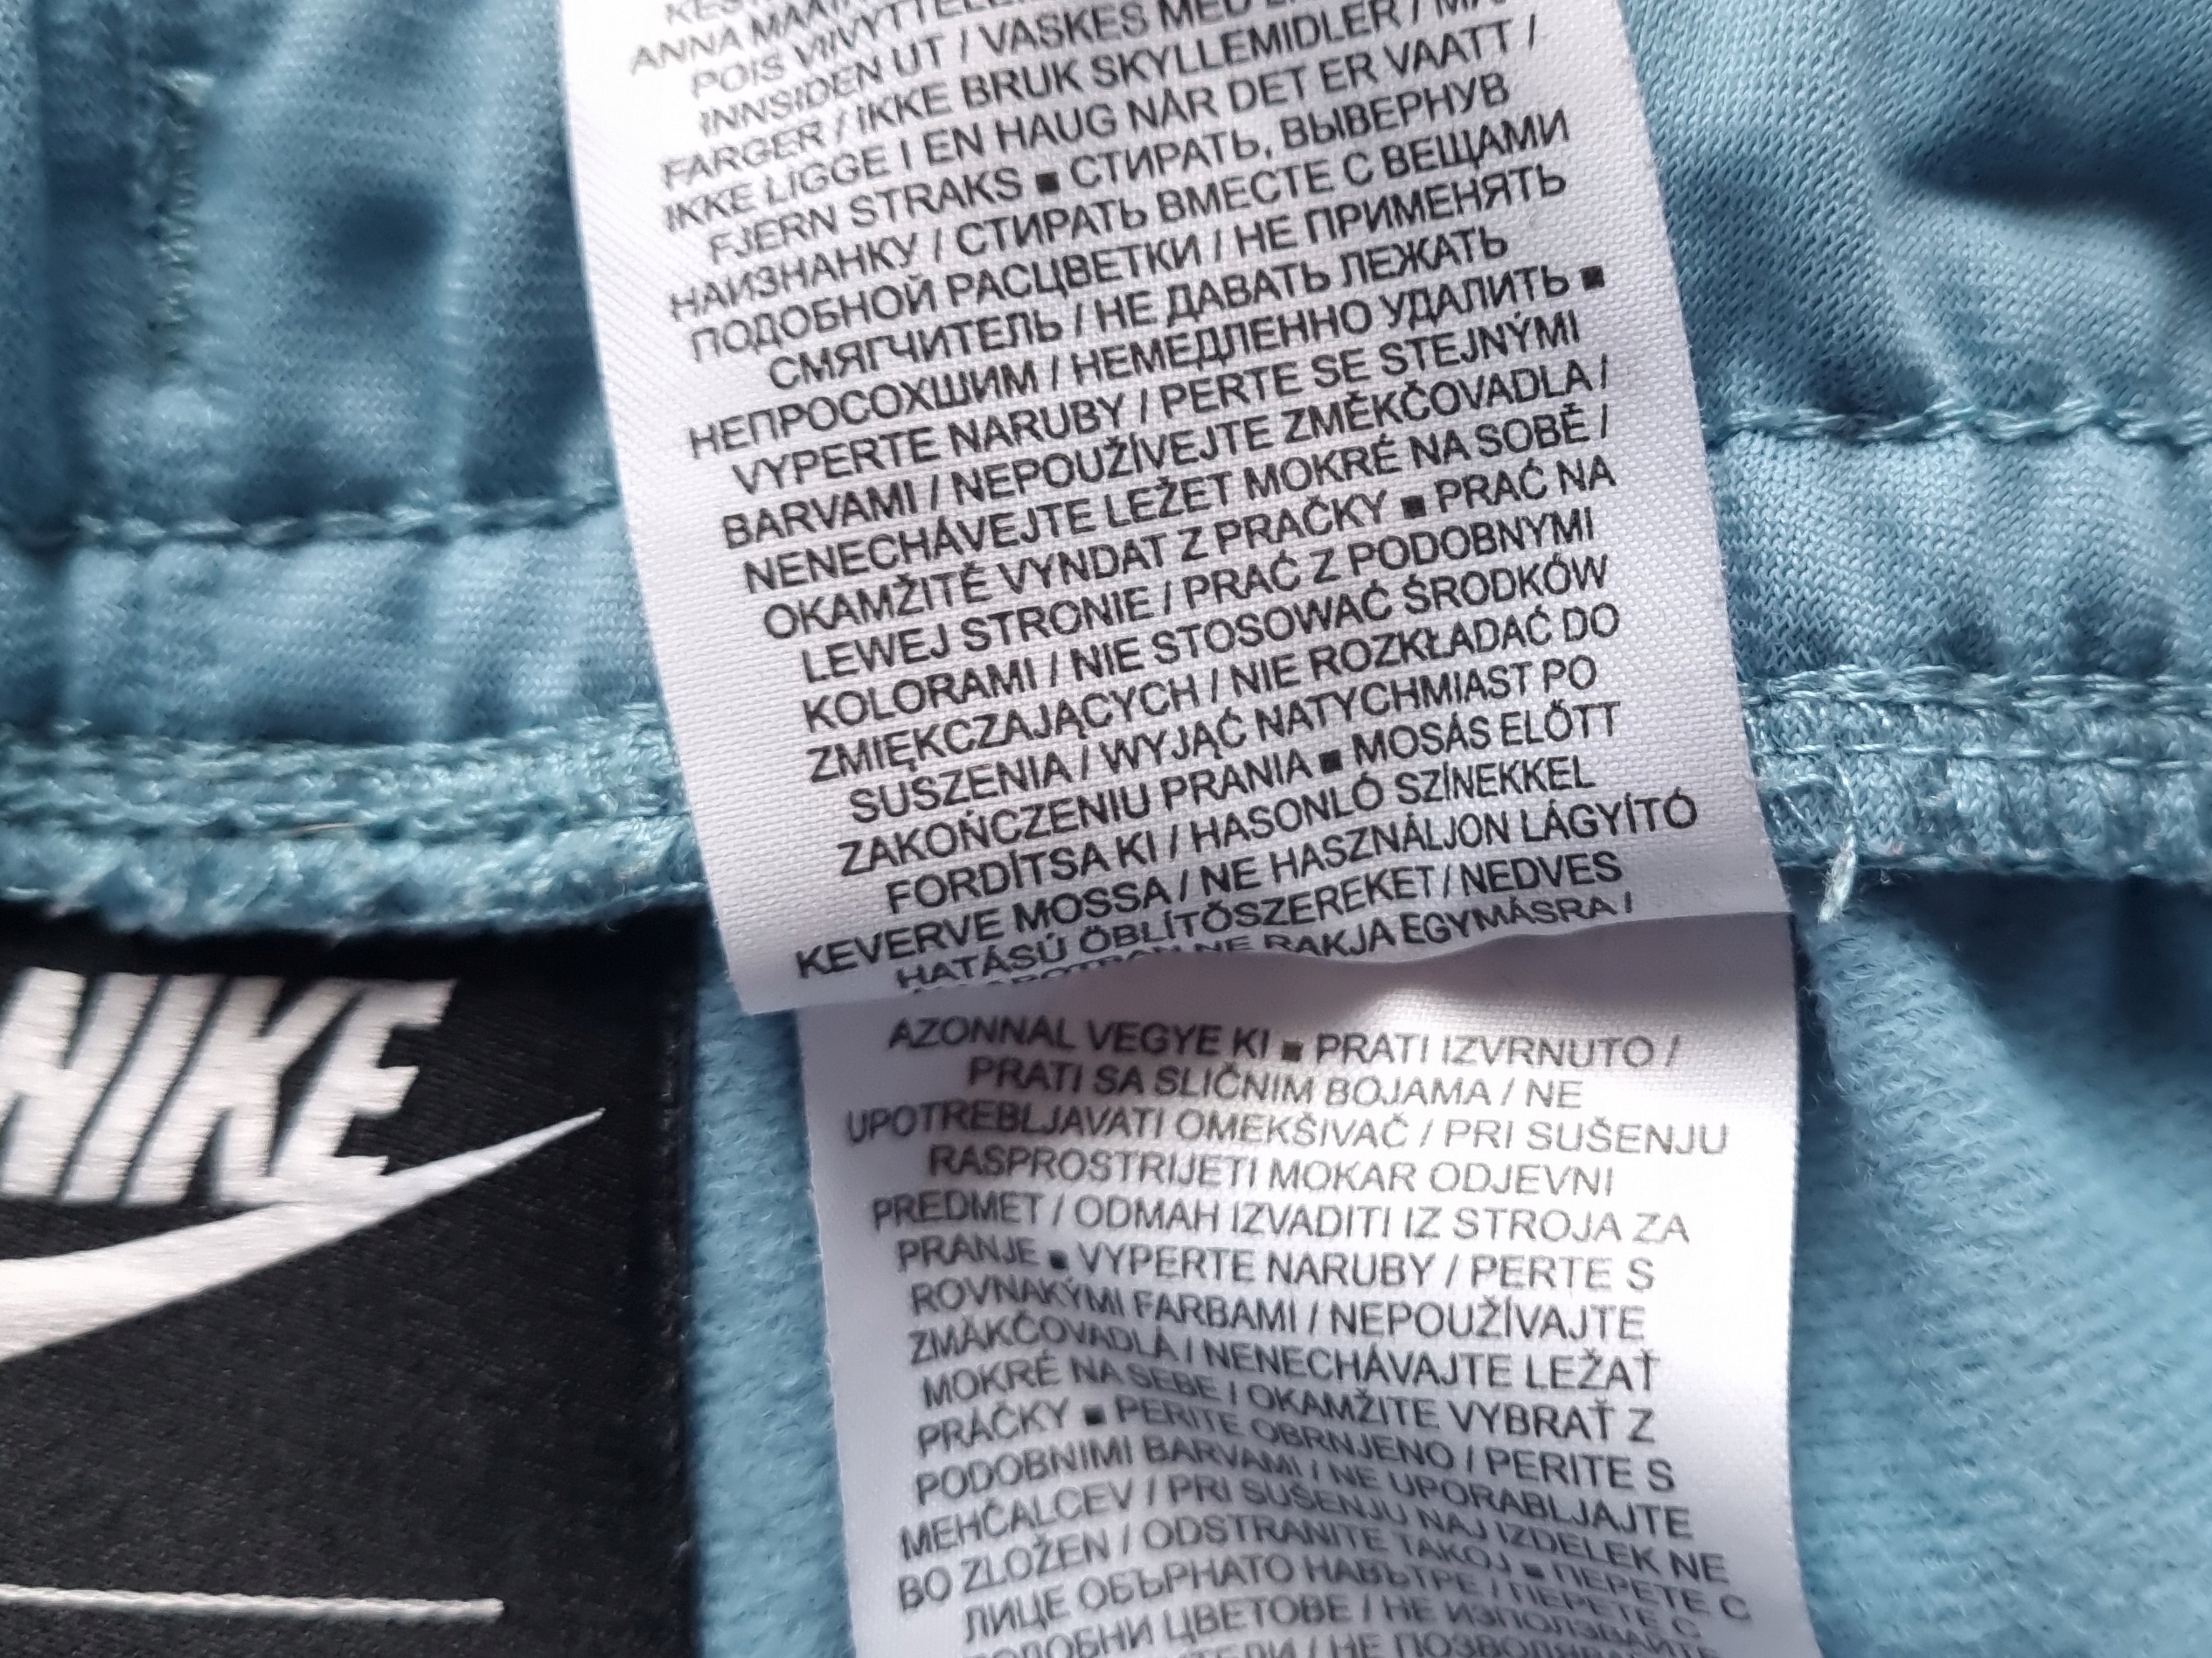 ANNA
POIS
INNSIDEN UT / VASKES MED
FARGER / IKKE BRUK SKYLLEMIDLER /
IKKE LIGGE I EN HAUG NÅR DET ER VAATT /
FJERN STRAKS ■ СТИРАТЬ, ВЫВЕРНУВ
НАИЗНАНКУ / СТИРАТЬ ВМЕСТЕ С ВЕЩАМИ
ПОДОБНОЙ РАСЦВЕТКИ / НЕ ПРИМЕНЯТЬ
СМЯГЧИТЕЛЬ / НЕ ДАВАТЬ ЛЕЖАТЬ
НЕПРОСОХШИМ / НЕМЕДЛЕННО УДАЛИТЬ ■
VYPERTE NARUBY / PERTE SE STEJNÝMI
BARVAMI / NEPOUŽÍVEJTE ZMĚKČOVADLA /
NENECHÁVEJTE LEŽET MOKRÉ NA SOBĚ /
OKAMŽITĚ VYNDAT Z PRAČKY ■ PRAĆ NA
LEWEJ STRONIE / PRAĆ Z PODOBNYMI
KOLORAMI / NIE STOSOWAĆ ŚRODKÓW
ZMIĘKCZAJĄCYCH / NIE ROZKŁADAĆ DO
SUSZENIA / WYJĄĆ NATYCHMIAST PO
ZAKOŃCZENIU PRANIA ■ MOSÁS ELŐTT
FORDÍTSA KI / HASONLÓ SZÍNEKKEL
KEVERVE MOSSA / NE HASZNÁLJON LÁGYÍTÓ
HATÁSÚ ÖBLÍTŐSZEREKET / NEDVES
NE RAKJA EGYMÁSRA /
AZONNAL VEGYE KI ■ PRATI IZVRNUTO /
PRATI SA SLIČNIM BOJAMA / NE
UPOTREBLJAVATI OMEKŠIVAČ / PRI SUŠENJU
RASPROSTRIJETI MOKAR ODJEVNI
PREDMET / ODMAH IZVADITI IZ STROJA ZA
PRANJE ■ VYPERTE NARUBY / PERTE S
ROVNAKÝMI FARBAMI / NEPOUŽÍVAJTE
ZMÄKČOVADLÁ / NENECHÁVAJTE LEŽAŤ
MOKRÉ NA SEBE / OKAMŽITE VYBRAŤ Z
PRÁČKY ■ PERITE OBRNJENO / PERITE S
PODOBNIMI BARVAMI / NE UPORABLJAJTE
MEHČALCEV / PRI SUŠENJU NAJ IZDELEK NE
BO ZLOŽEN / ODSTRANITE TAKOJ ■ ПЕРЕТЕ С
ЛИЦЕ ОБЪРНАТО НАВЪТРЕ / ПЕРЕТЕ С
ПОДОБНИ ЦВЕТОВЕ / НЕ ИЗПОЛЗВАЙТЕ
/ НЕ
NIKE